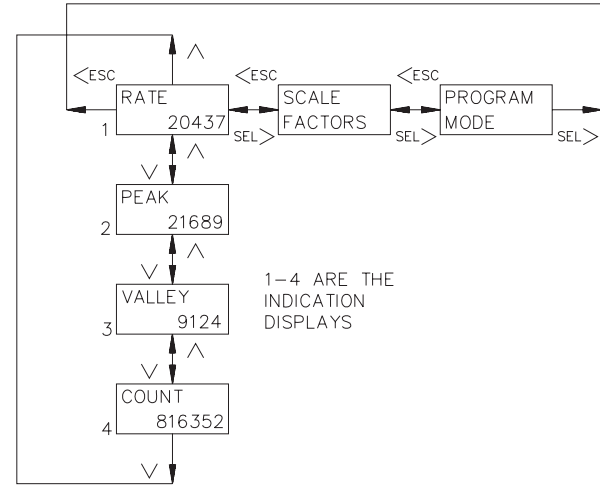 <ESC
<ESC
<ESC
RATE
20437
1
SCALE
FACTORS
PROGRAM
MODE
SEL>
SEL>
SEL>
PEAK
21689
2
VALLEY
9124
3
1-4 ARE THE
INDICATION
DISPLAYS
COUNT
816352
4